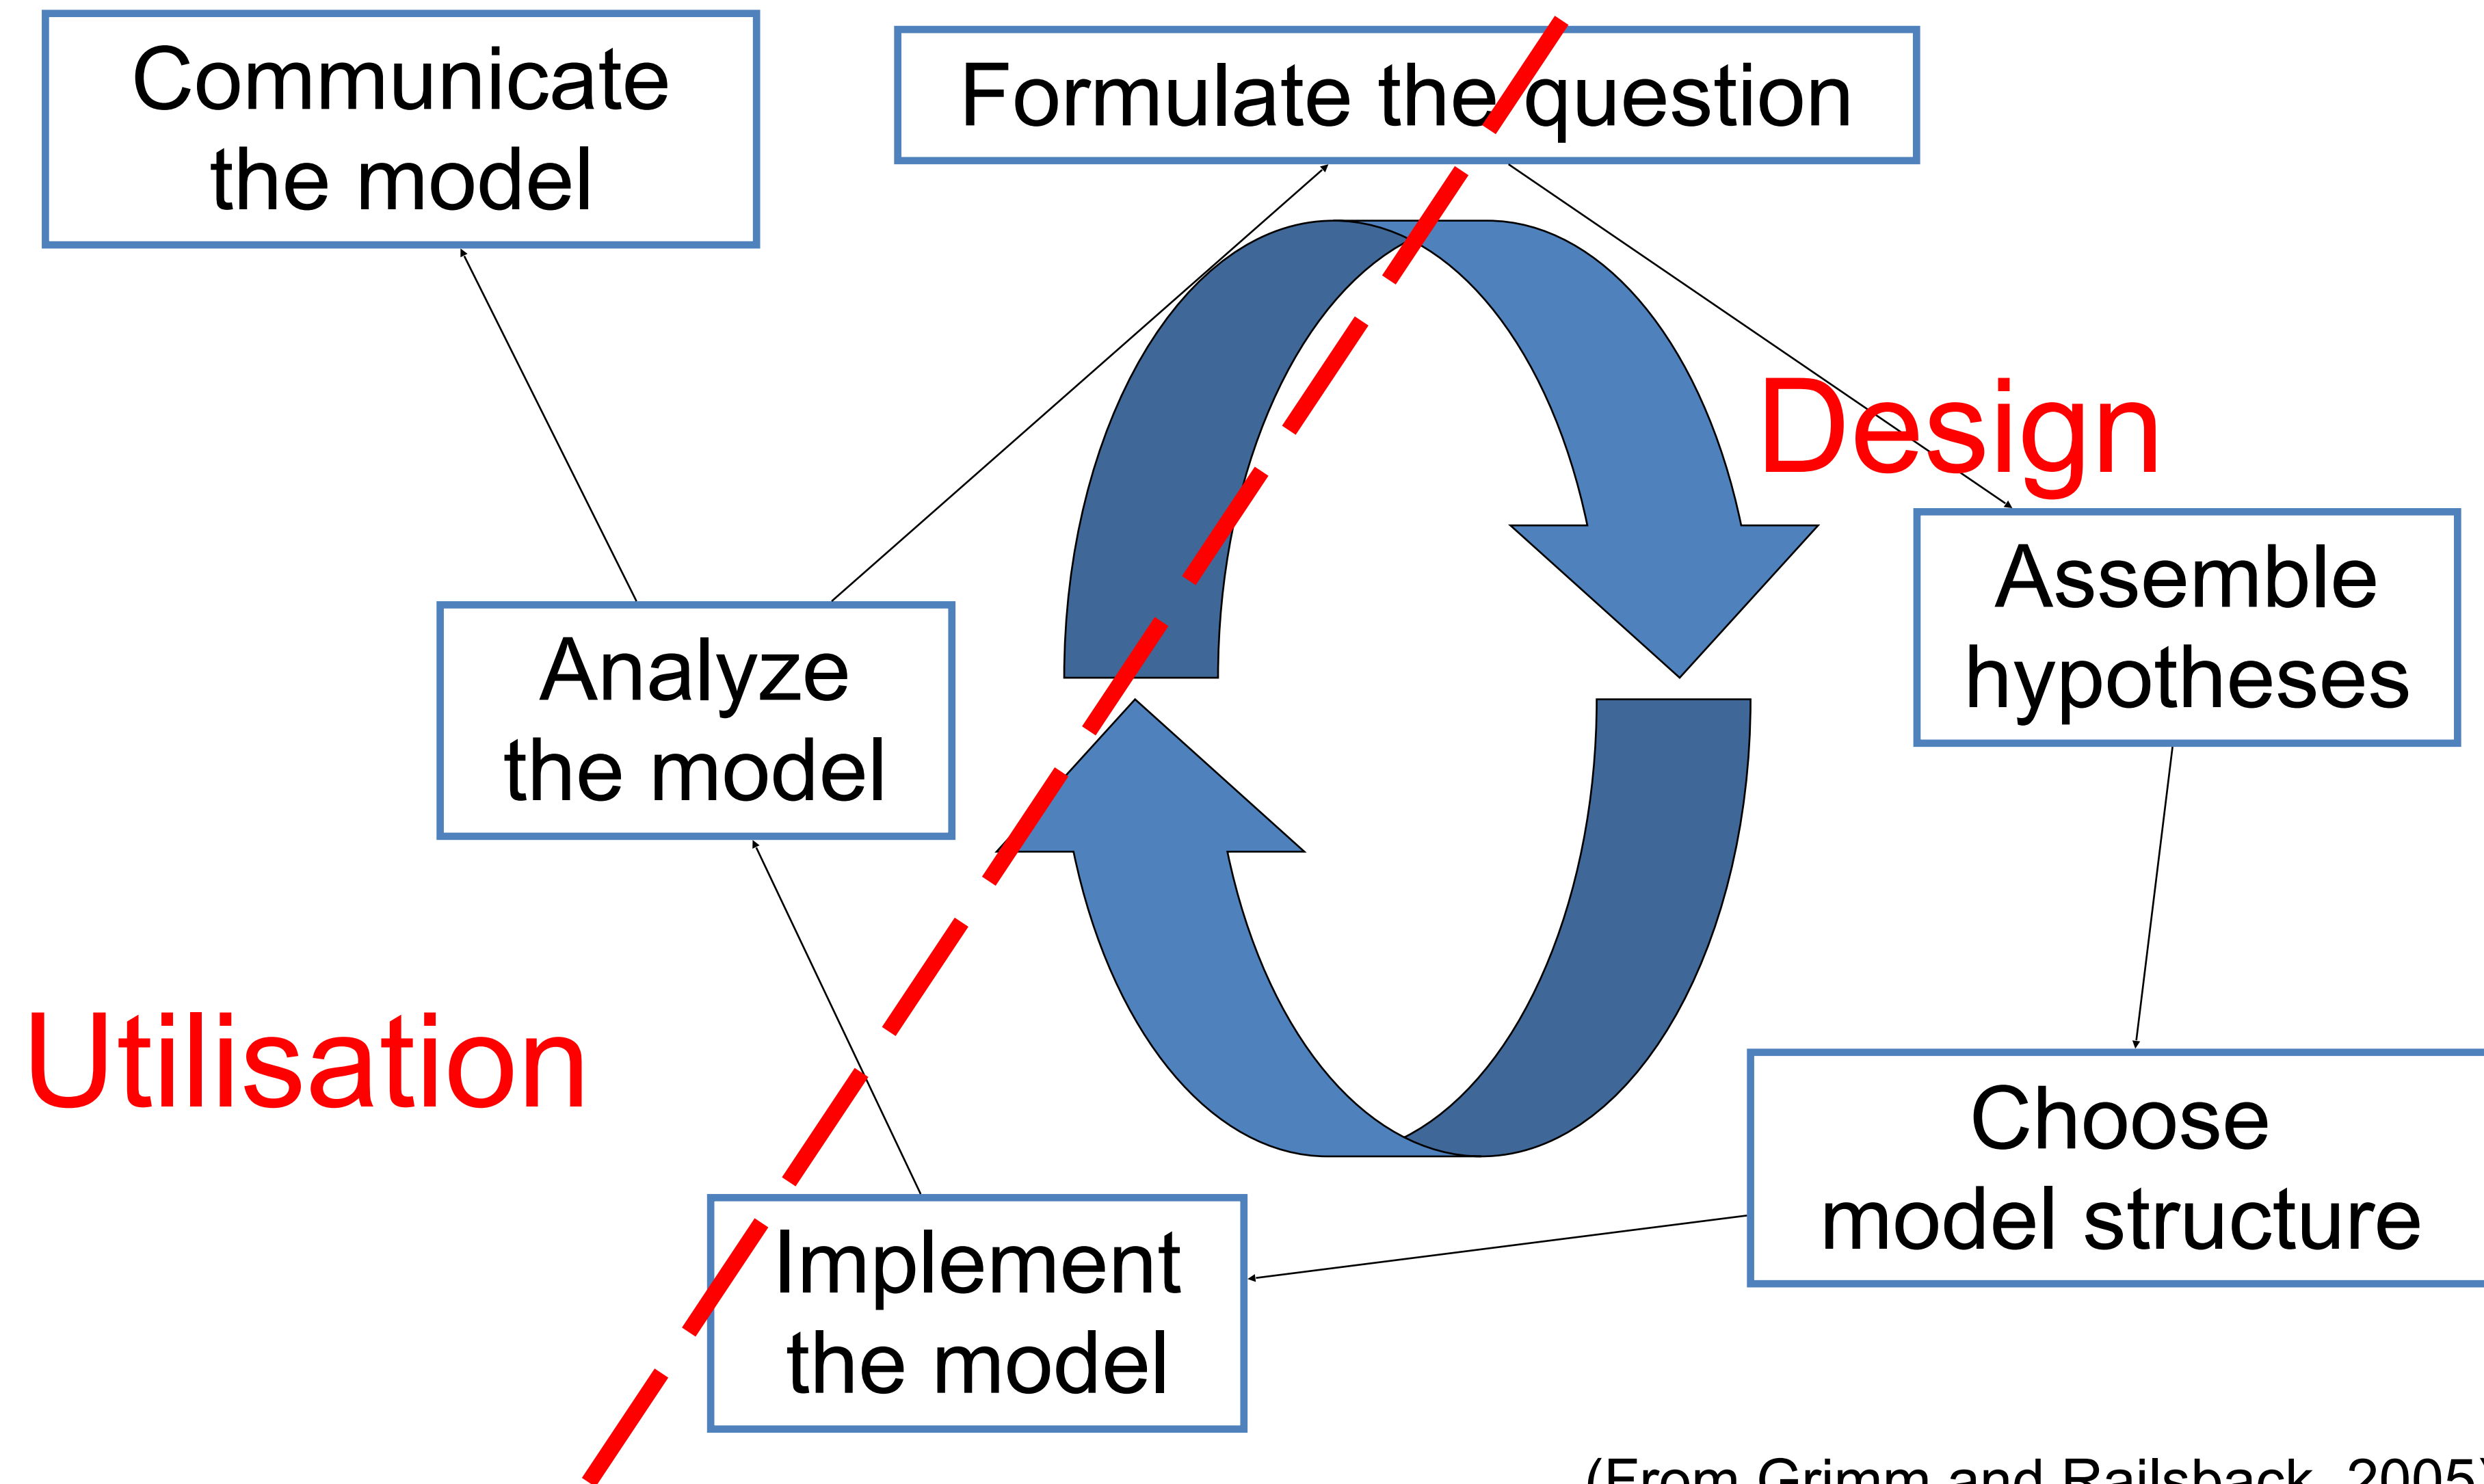 Communicate
the model
Formulate the question
Design
Assemble
hypotheses
Analyze
the model
Utilisation
Choose
model structure
Implement
the model
(From Grimm and Railsback, 2005)